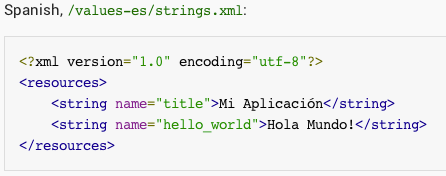 Spanish, /values-es/strings.xml:
<?xml version="1.0" encoding="utf-8"?>
<resources>
    <string name="title">Mi Aplicación</string>
    <string name="hello_world">Hola Mundo!</string>
</resources>